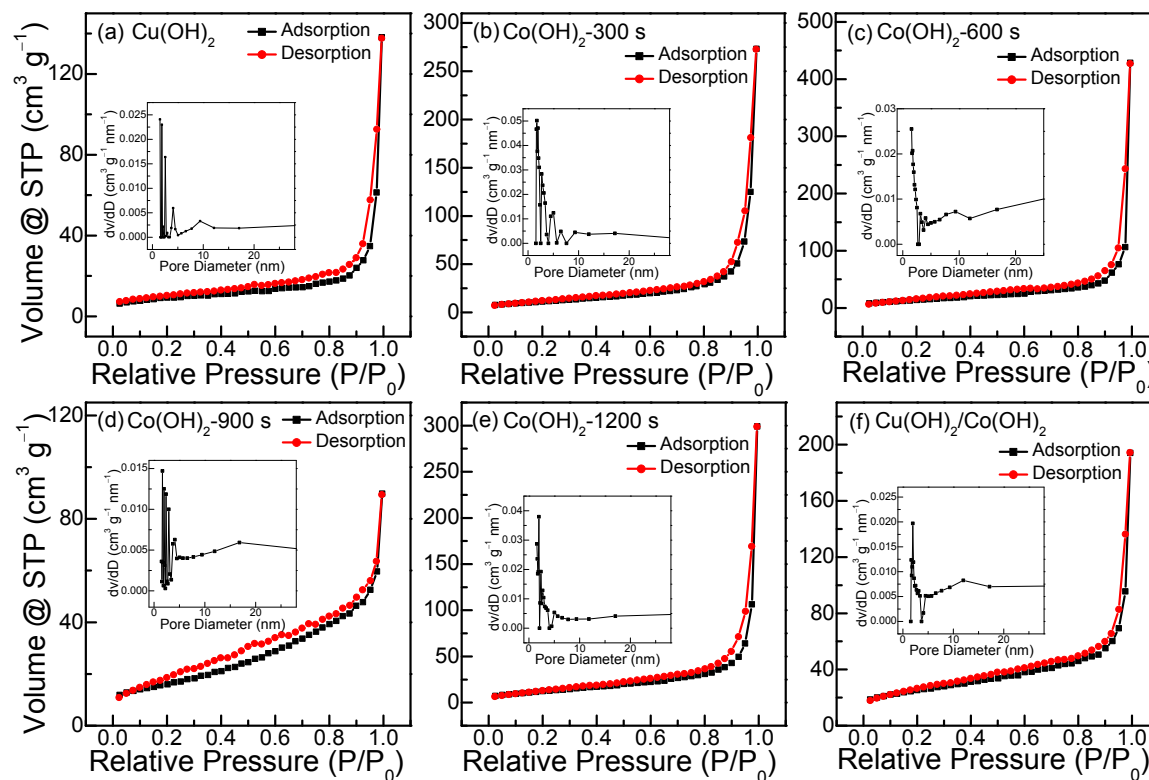 (a) Cu(OH)₂
Adsorption
Desorption
Volume @ STP (cm³ g⁻¹)
140
100
60
20
0.0 0.2 0.4 0.6 0.8 1.0
Relative Pressure (P/P₀)
dv/dD (cm³ g⁻¹ nm⁻¹)
0.025
0.020
0.015
0.010
0.005
0.000
0 10 20
Pore Diameter (nm)
(b) Co(OH)₂-300 s
Adsorption
Desorption
300
275
250
225
200
175
150
125
100
75
50
25
0
0.0 0.2 0.4 0.6 0.8 1.0
Relative Pressure (P/P₀)
dv/dD (cm³ g⁻¹ nm⁻¹)
0.05
0.04
0.03
0.02
0.01
0.00
0 10 20
Pore Diameter (nm)
(c) Co(OH)₂-600 s
Adsorption
Desorption
500
450
400
350
300
250
200
150
100
50
0
0.0 0.2 0.4 0.6 0.8 1.0
Relative Pressure (P/P₀)
dv/dD (cm³ g⁻¹ nm⁻¹)
0.03
0.02
0.01
0.00
0 10 20
Pore Diameter (nm)
(d) Co(OH)₂-900 s
Adsorption
Desorption
Volume @ STP (cm³ g⁻¹)
120
80
40
0
0.0 0.2 0.4 0.6 0.8 1.0
Relative Pressure (P/P₀)
dv/dD (cm³ g⁻¹ nm⁻¹)
0.015
0.010
0.005
0.000
0 10 20
Pore Diameter (nm)
(e) Co(OH)₂-1200 s
Adsorption
Desorption
300
250
200
150
100
50
0
0.0 0.2 0.4 0.6 0.8 1.0
Relative Pressure (P/P₀)
dv/dD (cm³ g⁻¹ nm⁻¹)
0.04
0.03
0.02
0.01
0.00
0 10 20
Pore Diameter (nm)
(f) Cu(OH)₂/Co(OH)₂
Adsorption
Desorption
200
160
120
80
40
0
0.0 0.2 0.4 0.6 0.8 1.0
Relative Pressure (P/P₀)
dv/dD (cm³ g⁻¹ nm⁻¹)
0.025
0.020
0.015
0.010
0.005
0.000
0 10 20
Pore Diameter (nm)